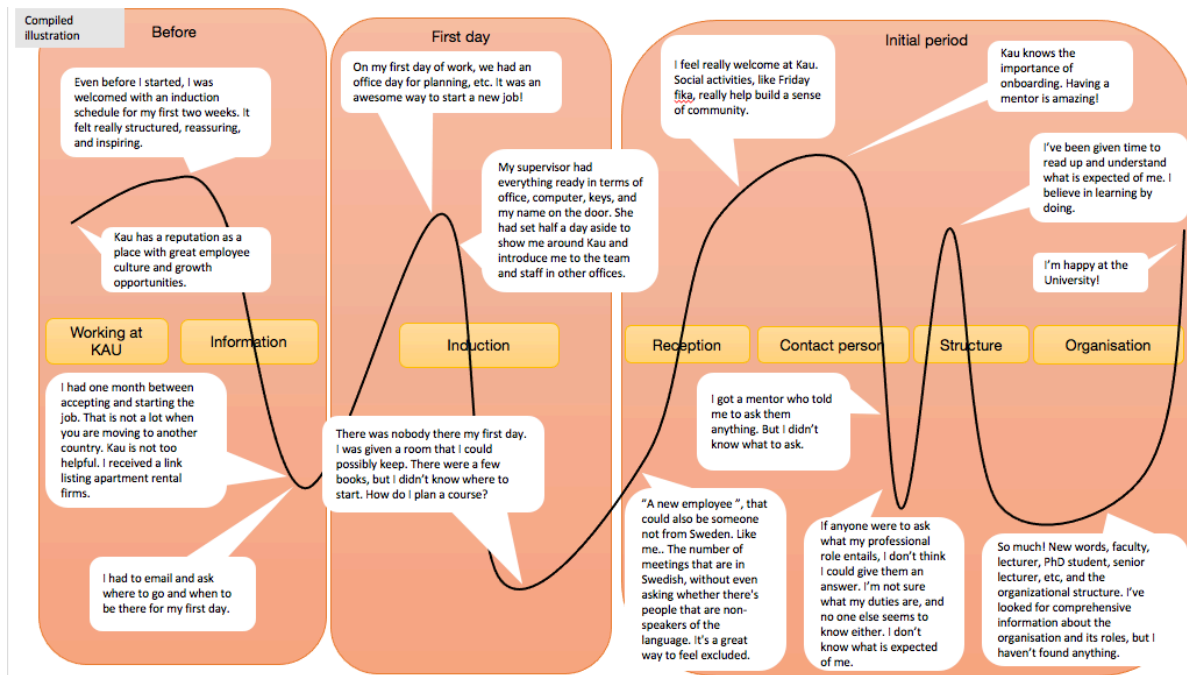 Compiled
illustration
Before
First day
Initial period
Even before I started, I was
welcomed with an induction
schedule for my first two weeks. It
felt really structured, reassuring,
and inspiring.
Kau has a reputation as a
place with great employee
culture and growth
opportunities.
Working at
KAU
Information
I had one month between
accepting and starting the
job. That is not a lot when
you are moving to another
country. Kau is not too
helpful. I received a link
listing apartment rental
firms.
I had to email and ask
where to go and when to
be there for my first day.
On my first day of work, we had an
office day for planning, etc. It was an
awesome way to start a new job!
My supervisor had
everything ready in terms of
office, computer, keys, and
my name on the door. She
had set half a day aside to
show me around Kau and
introduce me to the team
and staff in other offices.
Induction
There was nobody there my first day.
I was given a room that I could
possibly keep. There were a few
books, but I didn't know where to
start. How do I plan a course?
I feel really welcome at Kau.
Social activities, like Friday
fika, really help build a sense
of community.
Kau knows the
importance of
onboarding. Having a
mentor is amazing!
I've been given time to
read up and understand
what is expected of me. I
believe in learning by
doing.
I'm happy at the
University!
Reception
Contact person
Structure
Organisation
I got a mentor who told
me to ask them
anything. But I didn't
know what to ask.
"A new employee ", that
could also be someone
not from Sweden. Like
me.. The number of
meetings that are in
Swedish, without even
asking whether there's
people that are non-
speakers of the
language. It's a great
way to feel excluded.
If anyone were to ask
what my professional
role entails, I don't think
I could give them an
answer. I'm not sure
what my duties are, and
no one else seems to
know either. I don't
know what is expected
of me.
So much! New words, faculty,
lecturer, PhD student, senior
lecturer, etc, and the
organizational structure. I've
looked for comprehensive
information about the
organisation and its roles, but I
haven't found anything.